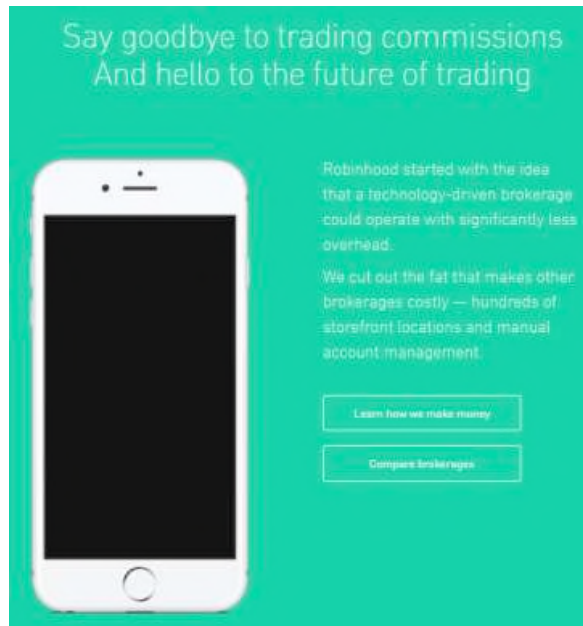 Say goodbye to trading commissions
And hello to the future of trading
Robinhood started with the idea
that a technology-driven brokerage
could operate with significantly less
overhead.
We cut out the fat that makes other
brokerages costly — hundreds of
storefront locations and manual
account management.
Learn how we make money
Compare brokerages